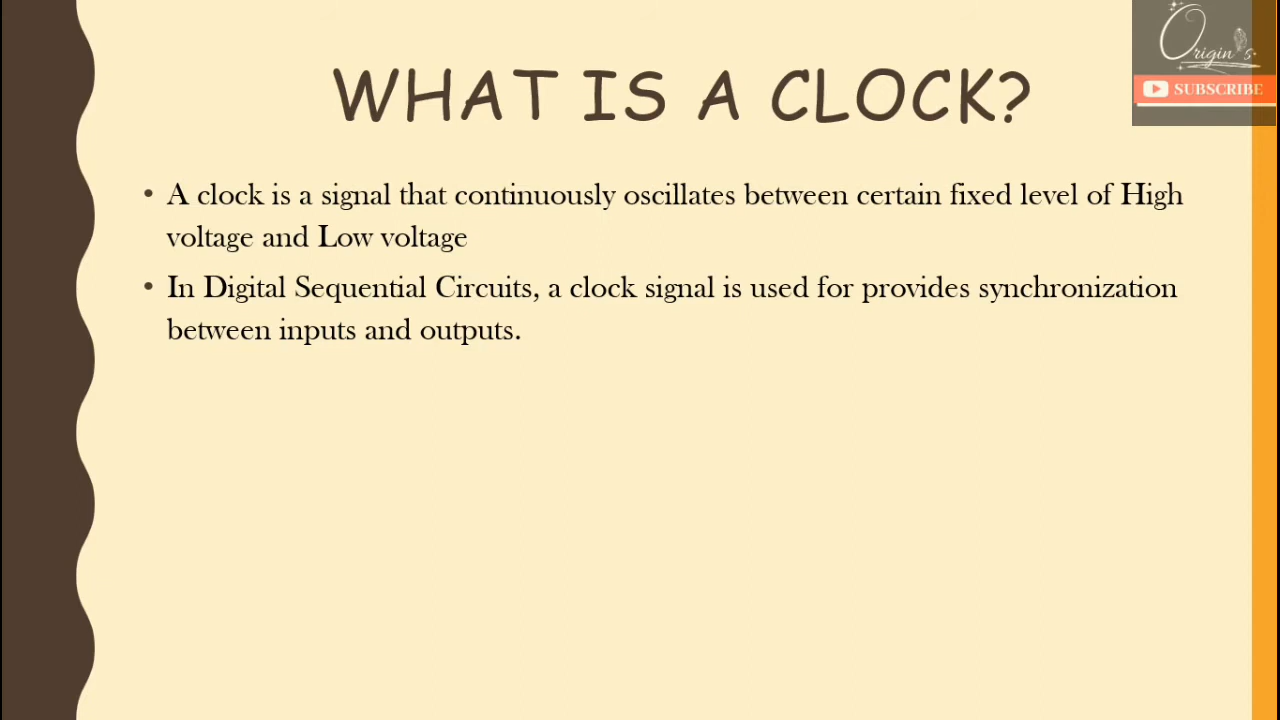 Origin's
SUBSCRIBE
WHAT IS A CLOCK?
• A clock is a signal that continuously oscillates between certain fixed level of High
voltage and Low voltage
• In Digital Sequential Circuits, a clock signal is used for provides synchronization
between inputs and outputs.